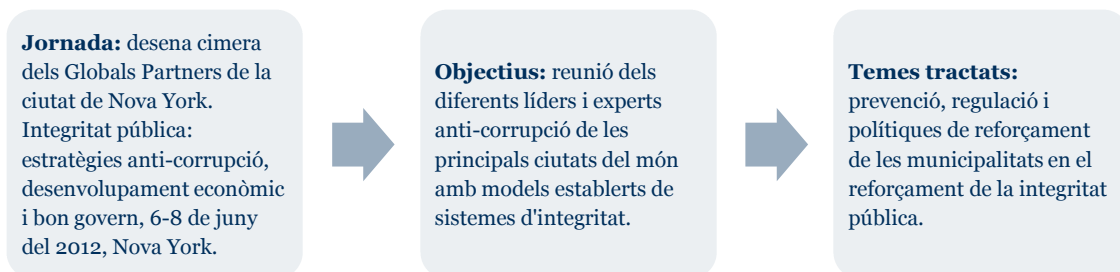 Jornada: desena cimera
dels Globals Partners de la
ciutat de Nova York.
Integritat pública:
estratègies anti-corrupció,
desenvolupament econòmic
i bon govern, 6-8 de juny
del 2012, Nova York.
Objectius: reunió dels
diferents líders i experts
anti-corrupció de les
principals ciutats del món
amb models establerts de
sistemes d'integritat.
Temes tractats:
prevenció, regulació i
polítiques de reforçament
de les municipalitats en el
reforçament de la integritat
pública.